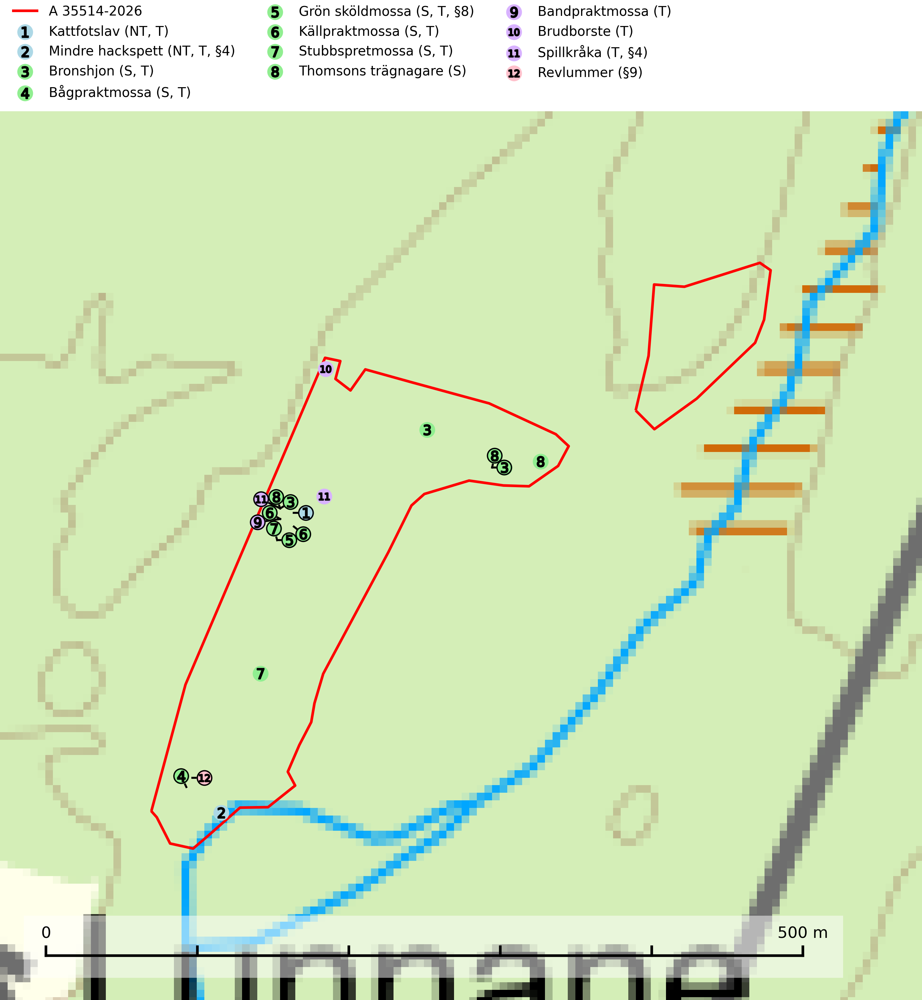 A 35514-2026
1 Kattfotslav (NT, T)
2 Mindre hackspett (NT, T, §4)
3 Bronshjon (S, T)
4 Bågpraktmossa (S, T)
5 Grön sköldmossa (S, T, §8)
6 Källpraktmossa (S, T)
7 Stubbspretmossa (S, T)
8 Thomsons trägnagare (S)
9 Bandpraktmossa (T)
10 Brudborste (T)
11 Spillkråka (T, §4)
12 Revlummer (§9)
10
3
8
3
8
11
11
8
3
6
1
9
7
6
5
7
4
12
2
0
500 m